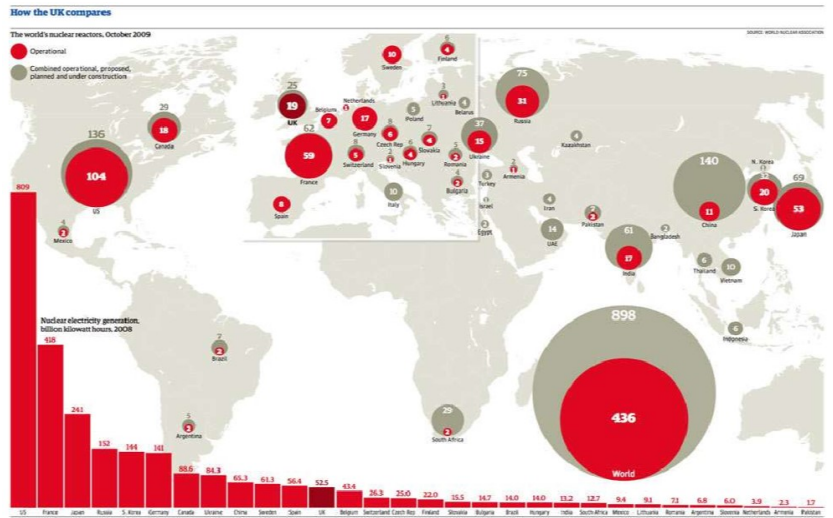 How the UK compares
The world's nuclear reactors, October 2009
SOURCE: WORLD NUCLEAR ASSOCIATION
Operational
Combined operational, proposed,
planned and under construction
136
104
US
29
18
Canada
4
2
Mexico
7
2
Brazil
5
2
Argentina
25
19
UK
10
Sweden
6
4
Finland
Netherlands
1
Belgium
7
17
Germany
62
59
France
8
Spain
8
5
Switzerland
6
Czech Rep
2
1
Slovenia
10
Italy
5
Poland
3
1
Lithuania
4
Belarus
4
Slovakia
6
4
Hungary
37
15
Ukraine
5
2
Romania
4
2
Bulgaria
75
31
Russia
4
Kazakhstan
2
1
Armenia
3
Turkey
Israel
2
Egypt
4
Iran
14
UAE
2
Pakistan
61
17
India
2
Bangladesh
140
11
China
N. Korea
1
32
20
S. Korea
69
53
Japan
6
Thailand
10
Vietnam
6
Indonesia
29
2
South Africa
898
436
World
Nuclear electricity generation,
billion kilowatt hours, 2008
809 418 241 152 144 141 88.6 84.3 65.3 61.3 56.4 52.5 43.4 26.3 25.0 22.0 15.5 14.7 14.0 14.0 13.2 12.7 9.4 9.1 7.1 6.8 6.0 3.9 2.3 1.7
US France Japan Russia S. Korea Germany Canada Ukraine China Sweden Spain UK Belgium Switzerland Czech Rep Finland Slovakia Bulgaria Brazil Hungary India South Africa Mexico Lithuania Romania Argentina Slovenia Netherlands Armenia Pakistan